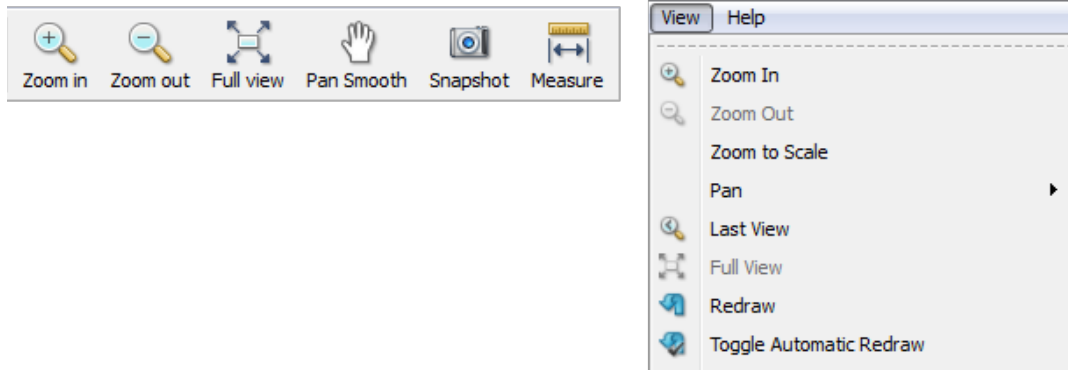 Zoom in Zoom out Full view Pan Smooth Snapshot Measure
View Help
Zoom In
Zoom Out
Zoom to Scale
Pan
Last View
Full View
Redraw
Toggle Automatic Redraw